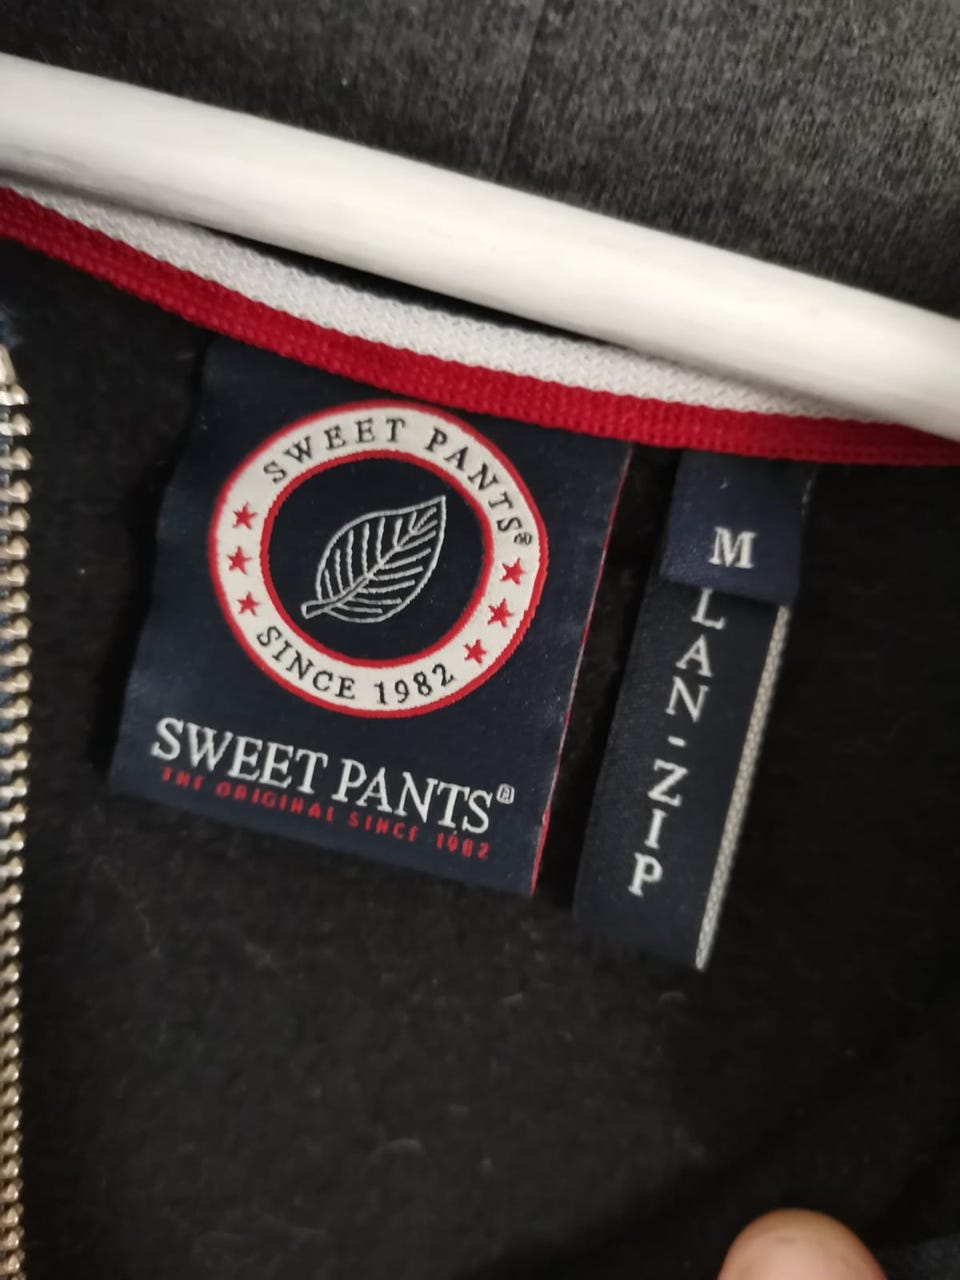 SWEET PANTS®
SINCE 1982
SWEET PANTS®
THE ORIGINAL SINCE 1982
M
LAN-ZIP